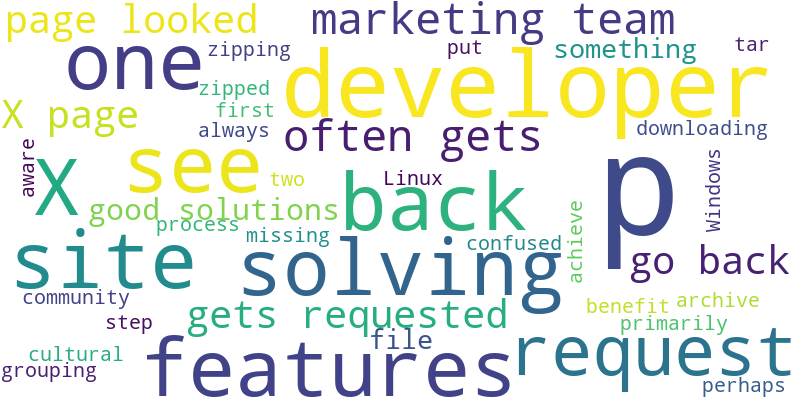 page looked
marketing team
one
zipping
put
something
tar
developer
zipped
first
X page
always
often gets
downloading
aware
X
see
two
Linux
back
p
Windows
good solutions
process
missing
confused
achieve
site
solving
go back
community
gets requested
benefit
archive
step
file
primarily
cultural
features
request
grouping
perhaps